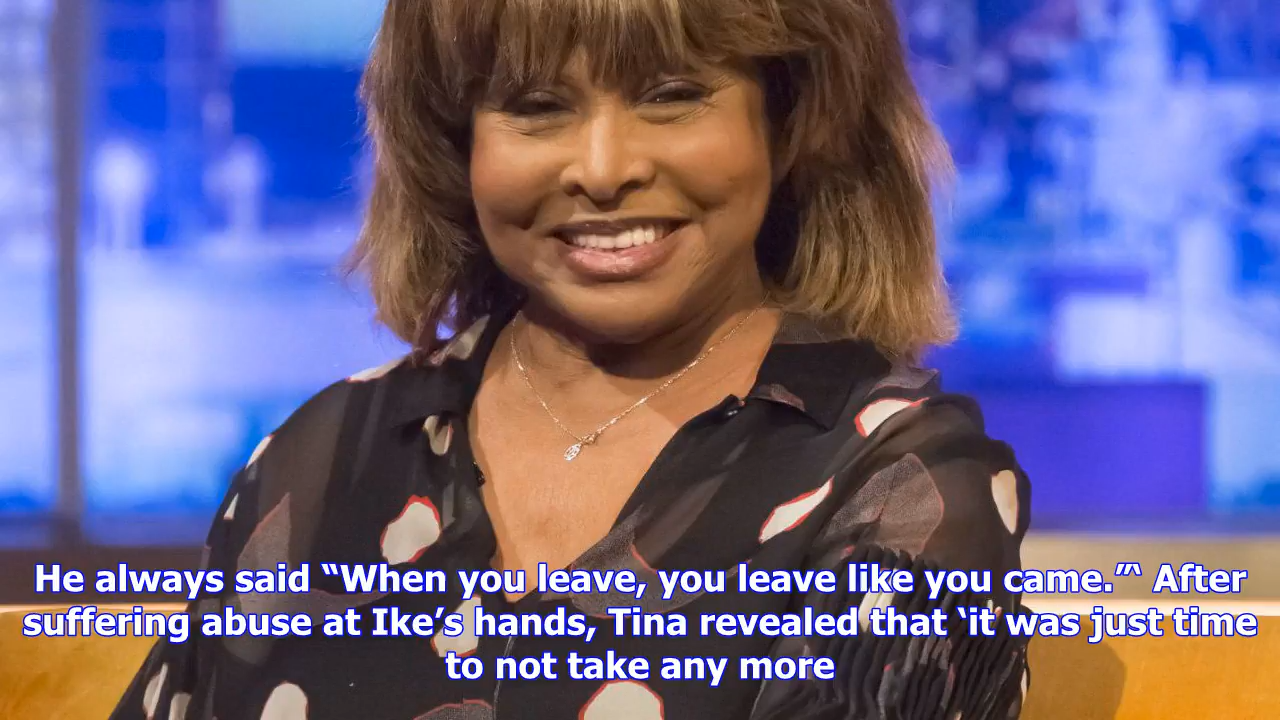 He always said “When you leave, you leave like you came.”‘ After
suffering abuse at Ike’s hands, Tina revealed that ‘it was just time
to not take any more